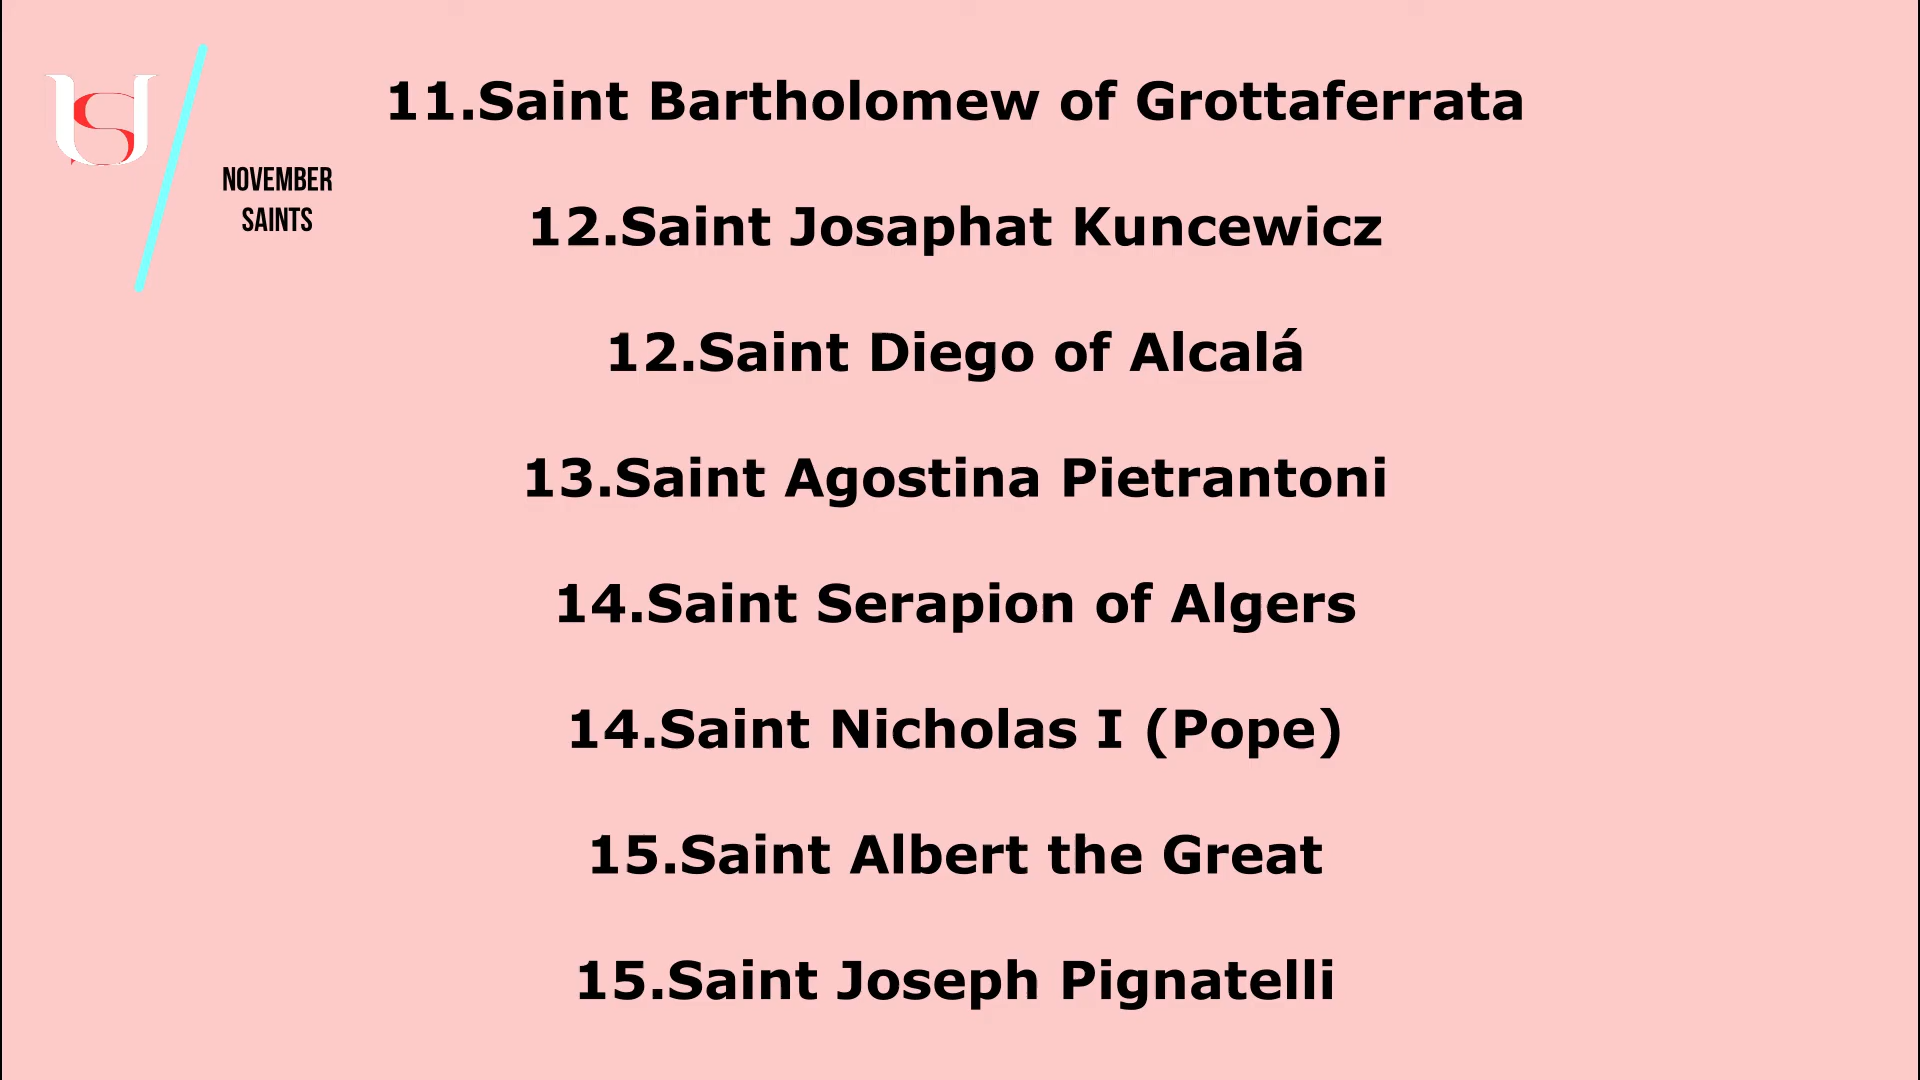 NOVEMBER
SAINTS
11.Saint Bartholomew of Grottaferrata
12.Saint Josaphat Kuncewicz
12.Saint Diego of Alcalá
13.Saint Agostina Pietrantoni
14.Saint Serapion of Algers
14.Saint Nicholas I (Pope)
15.Saint Albert the Great
15.Saint Joseph Pignatelli